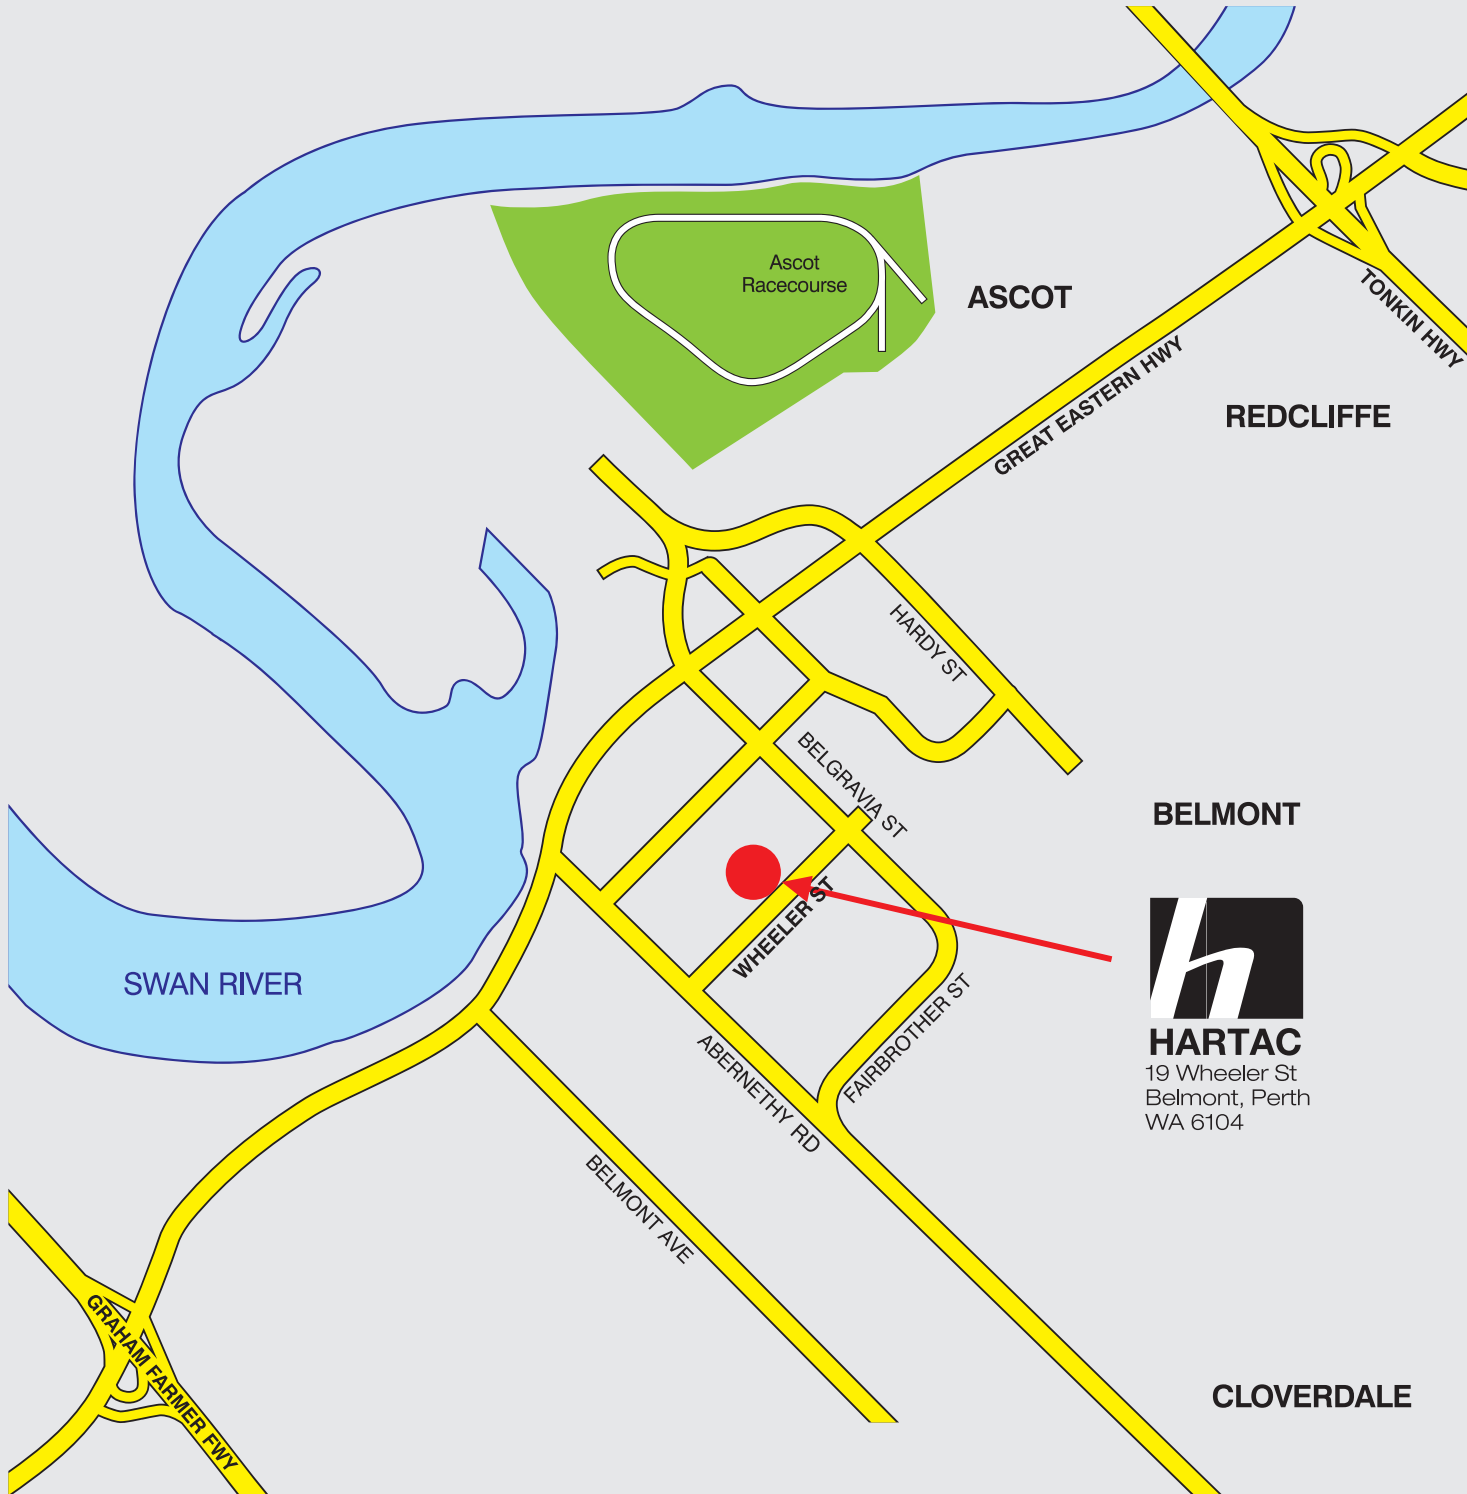 Ascot
Racecourse
ASCOT
TONKIN HWY
GREAT EASTERN HWY
REDCLIFFE
HARDY ST
BELGRAVIA ST
BELMONT
WHEELER ST
SWAN RIVER
FAIRBROTHER ST
h
HARTAC
19 Wheeler St
Belmont, Perth
WA 6104
ABERNETHY RD
BELMONT AVE
GRAHAM FARMER FWY
CLOVERDALE